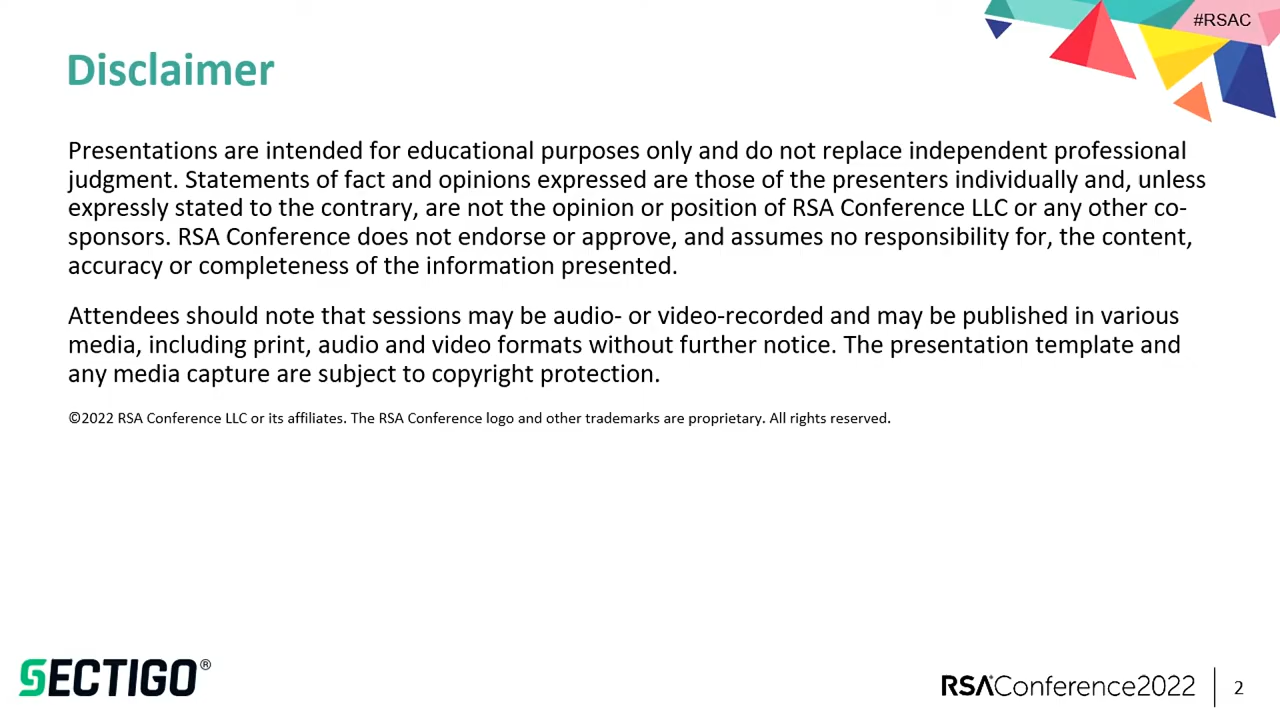 #RSAC
Disclaimer
Presentations are intended for educational purposes only and do not replace independent professional
judgment. Statements of fact and opinions expressed are those of the presenters individually and, unless
expressly stated to the contrary, are not the opinion or position of RSA Conference LLC or any other co-
sponsors. RSA Conference does not endorse or approve, and assumes no responsibility for, the content,
accuracy or completeness of the information presented.
Attendees should note that sessions may be audio- or video-recorded and may be published in various
media, including print, audio and video formats without further notice. The presentation template and
any media capture are subject to copyright protection.
©2022 RSA Conference LLC or its affiliates. The RSA Conference logo and other trademarks are proprietary. All rights reserved.
SECTIGO®
RSAConference2022
2